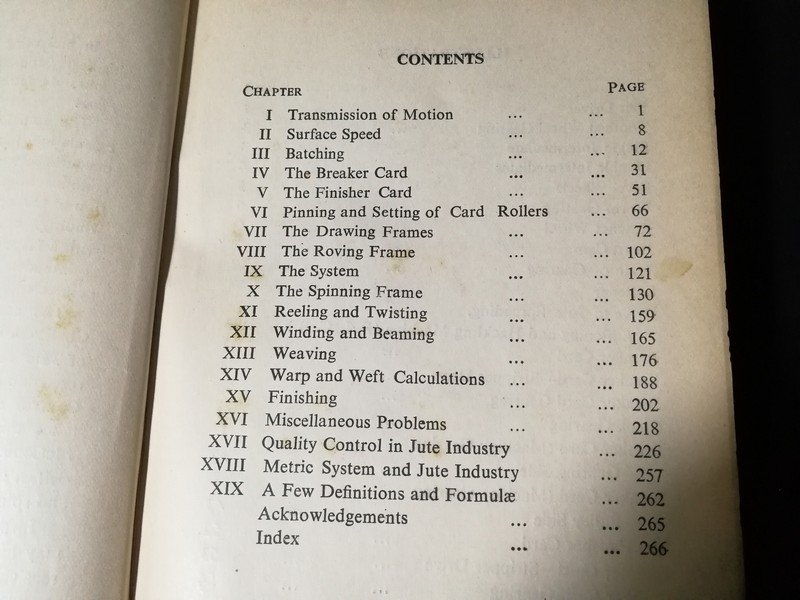 CONTENTS
CHAPTER PAGE
I Transmission of Motion ... ... 1
II Surface Speed ... ... 8
III Batching ... ... 12
IV The Breaker Card ... ... 31
V The Finisher Card ... ... 51
VI Pinning and Setting of Card Rollers ... 66
VII The Drawing Frames ... ... 72
VIII The Roving Frame ... ... 102
IX The System ... ... 121
X The Spinning Frame ... ... 130
XI Reeling and Twisting ... ... 159
XII Winding and Beaming ... ... 165
XIII Weaving ... ... 176
XIV Warp and Weft Calculations ... ... 188
XV Finishing ... ... 202
XVI Miscellaneous Problems ... ... 218
XVII Quality Control in Jute Industry ... 226
XVIII Metric System and Jute Industry ... 257
XIX A Few Definitions and Formulæ ... 262
Acknowledgements ... ... 265
Index ... ... 266